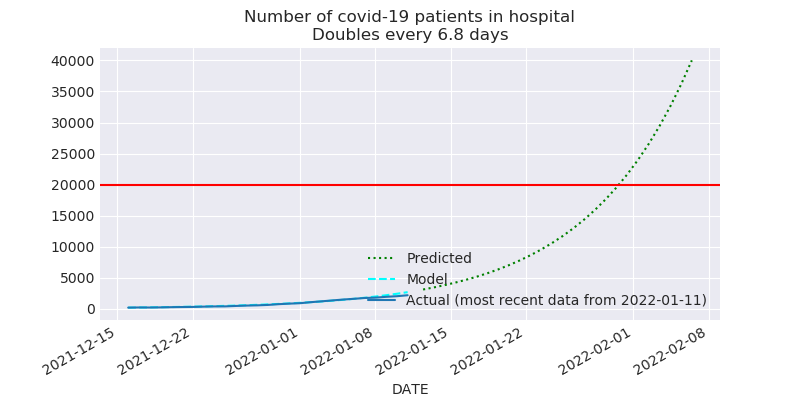 Number of covid-19 patients in hospital
Doubles every 6.8 days
40000
35000
30000
25000
20000
15000
10000
5000
0
Predicted
Model
Actual (most recent data from 2022-01-11)
2021-12-15
2021-12-22
2022-01-01
2022-01-08
2022-01-15
2022-01-22
2022-02-01
2022-02-08
DATE